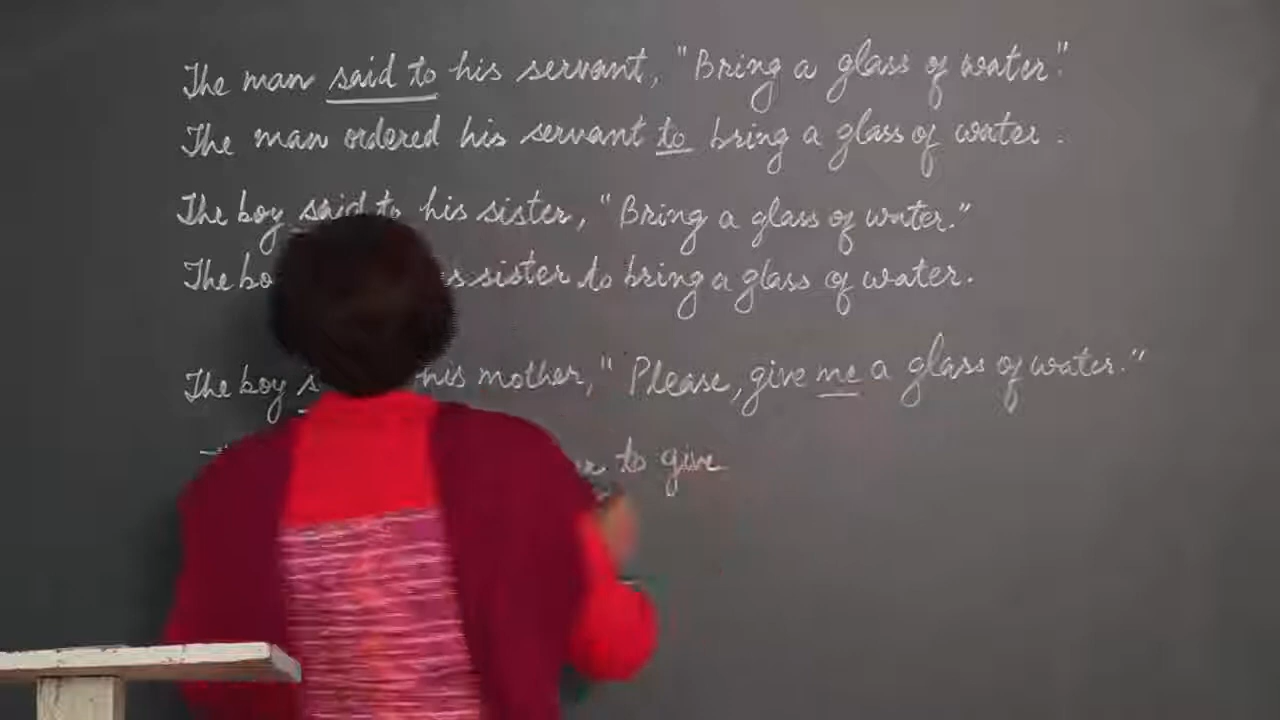 The man said to his servant, "Bring a glass of water."
The man ordered his servant to bring a glass of water.
The boy said to his sister, "Bring a glass of water."
The sister to bring a glass of water.
The boy his mother, "Please, give me a glass of water."
to give